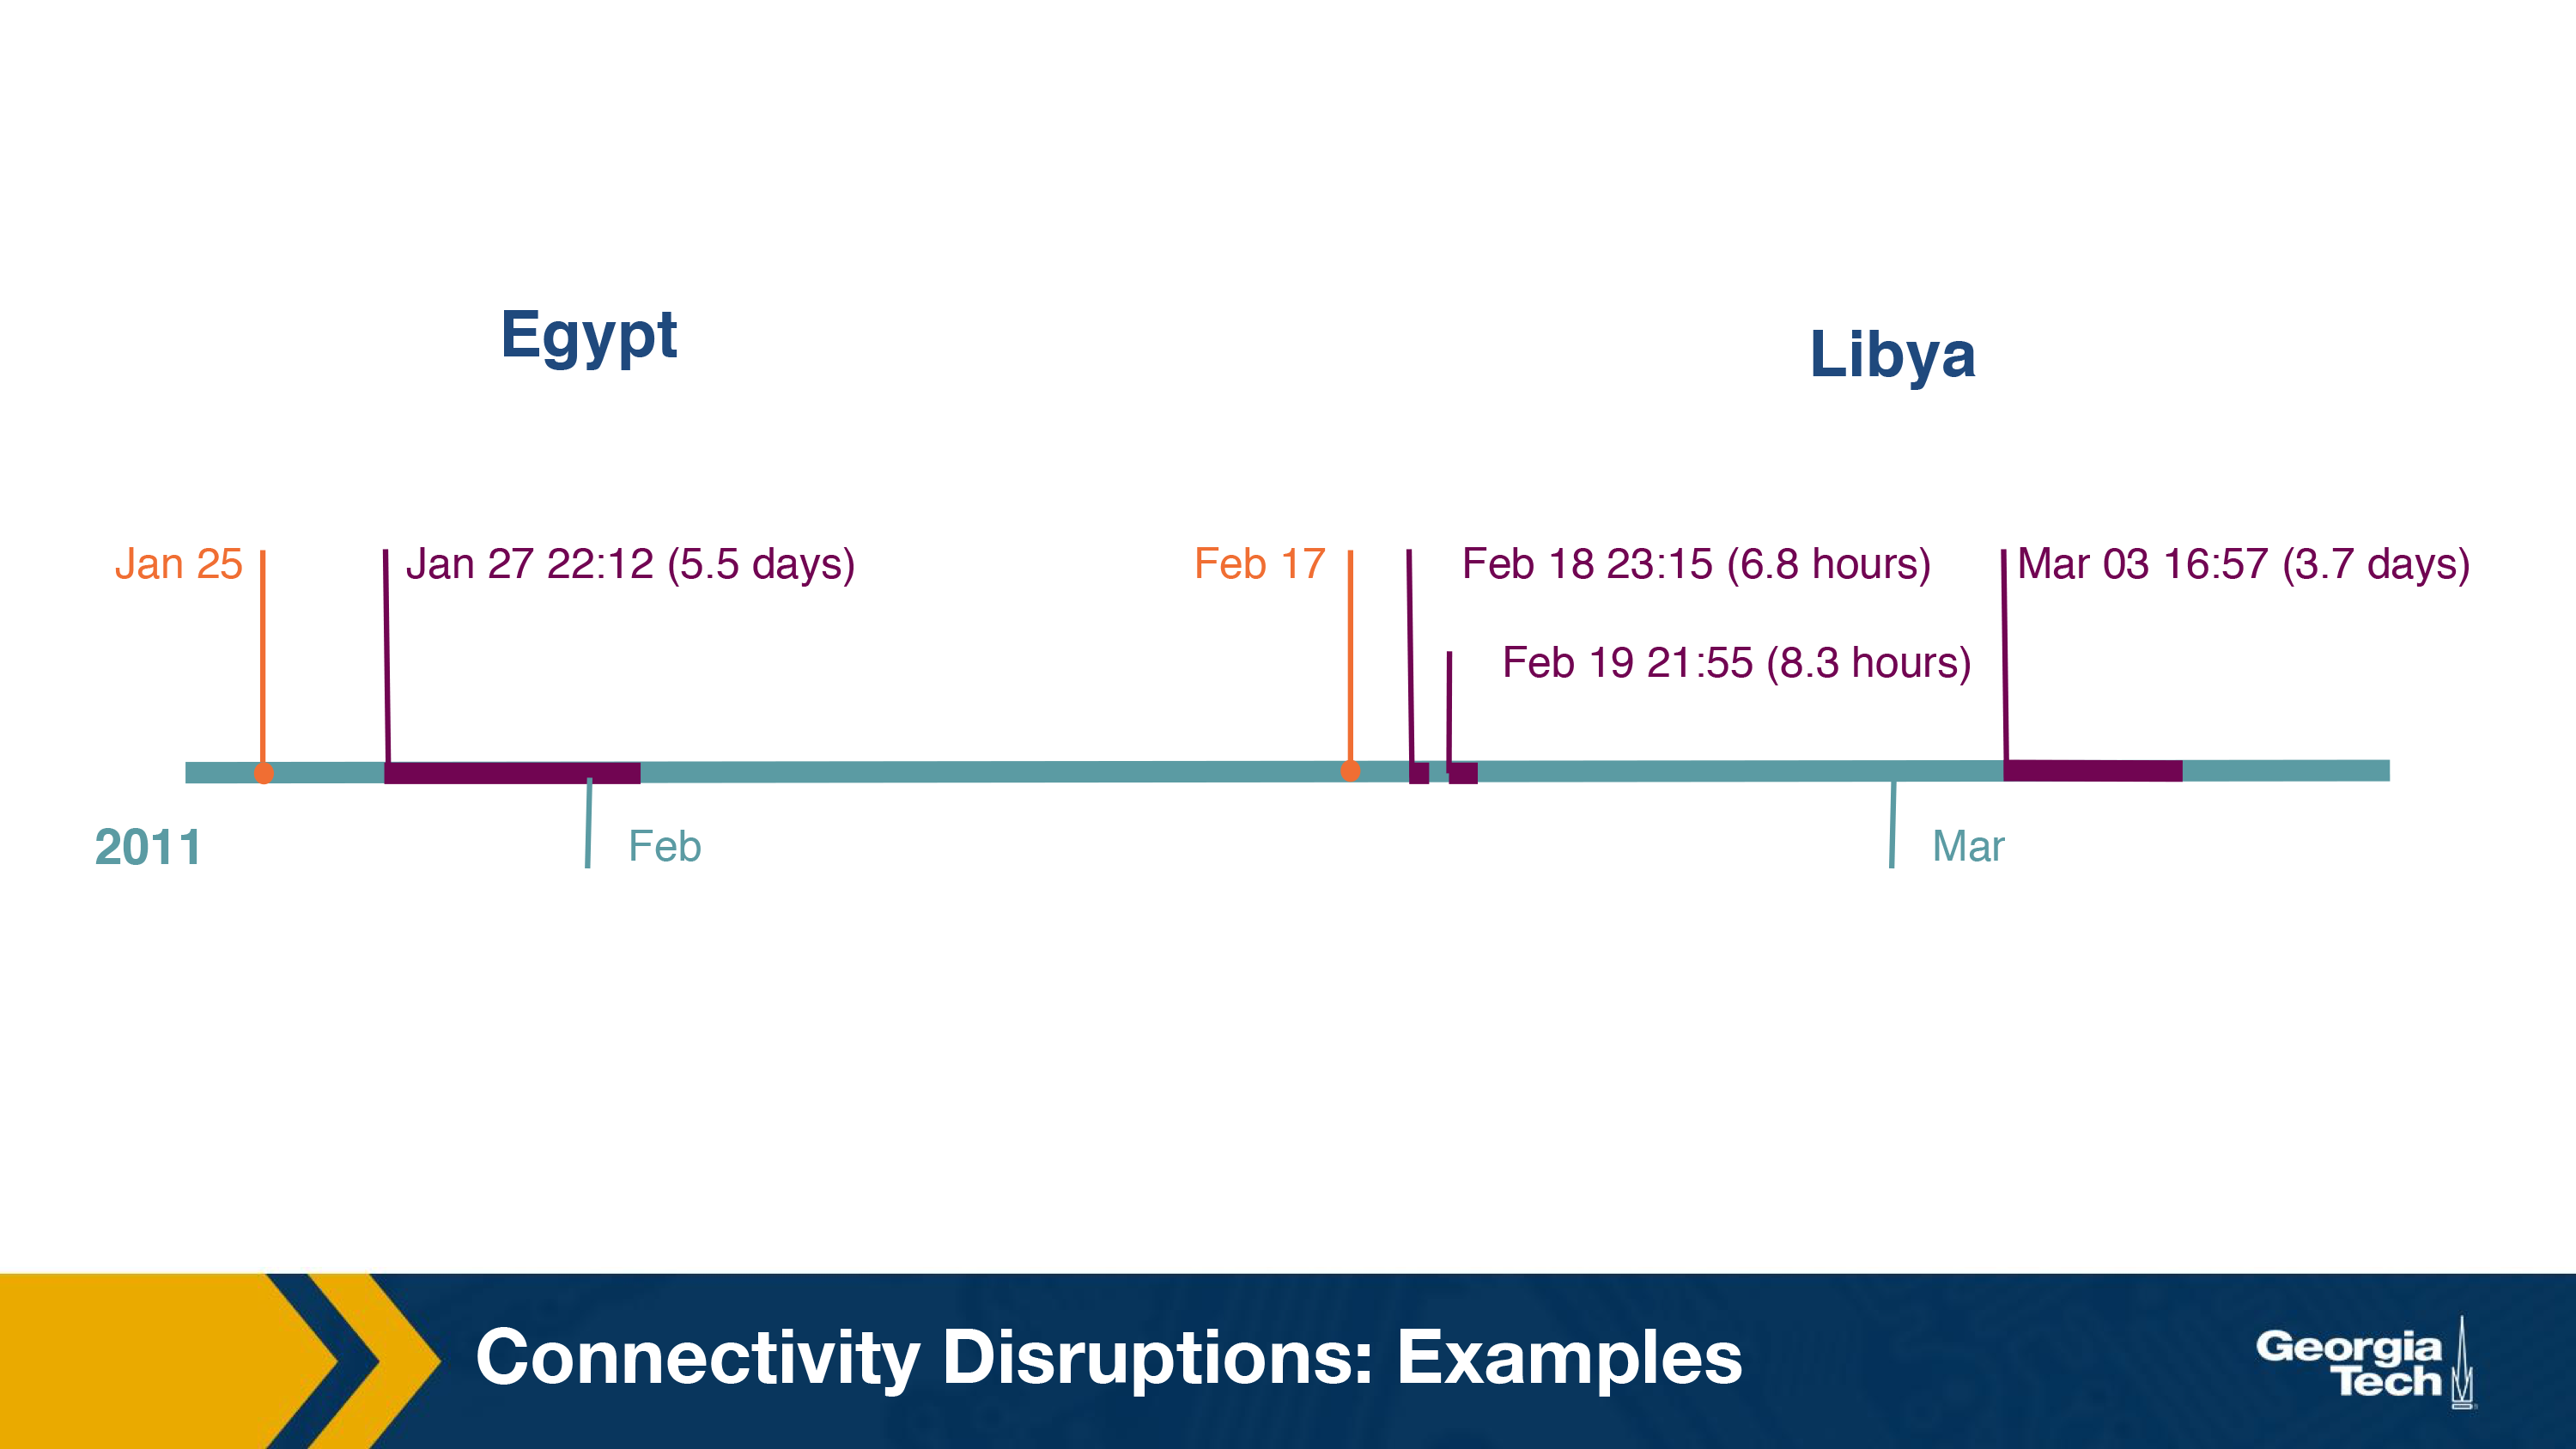 Egypt
Libya
Jan 25
Jan 27 22:12 (5.5 days)
Feb 17
Feb 18 23:15 (6.8 hours)
Mar 03 16:57 (3.7 days)
Feb 19 21:55 (8.3 hours)
2011
Feb
Mar
Connectivity Disruptions: Examples
Georgia
Tech